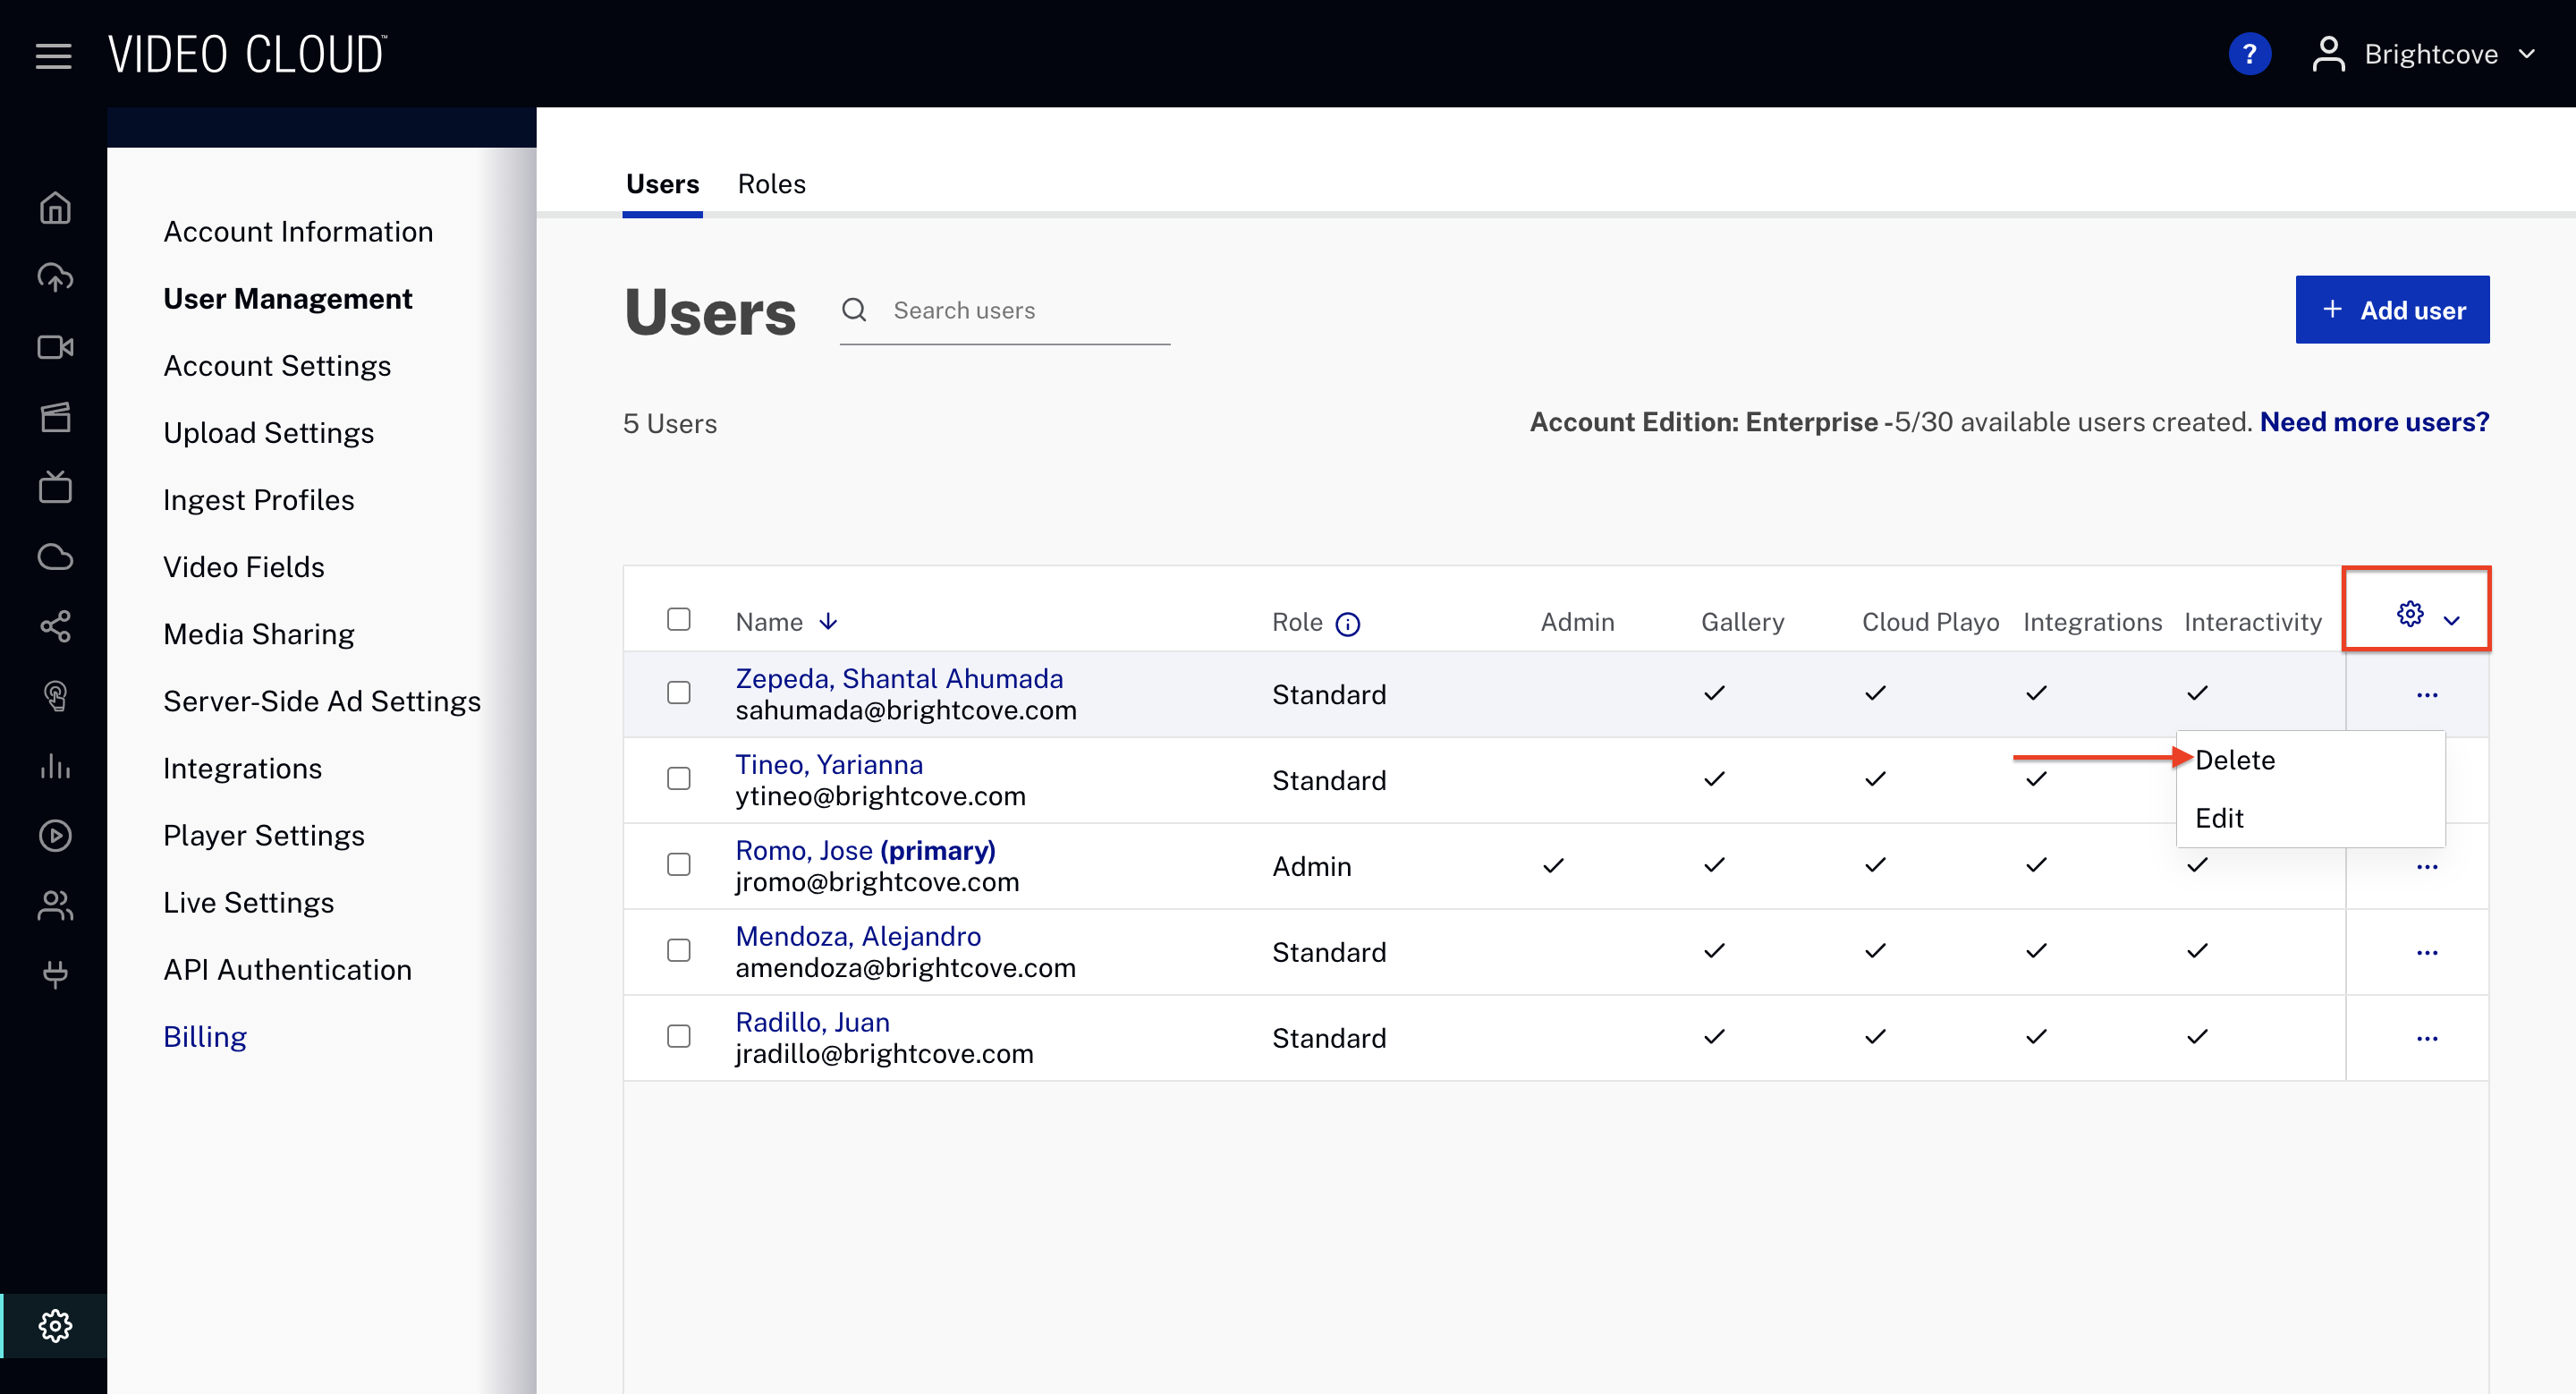 VIDEO CLOUD™
? Brightcove
Account Information
User Management
Account Settings
Upload Settings
Ingest Profiles
Video Fields
Media Sharing
Server-Side Ad Settings
Integrations
Player Settings
Live Settings
API Authentication
Billing
Users Roles
Users Search users + Add user
5 Users Account Edition: Enterprise -5/30 available users created. Need more users?
Name Role Admin Gallery Cloud Playo Integrations Interactivity
Zepeda, Shantal Ahumada
sahumada@brightcove.com
Standard
Tineo, Yarianna
ytineo@brightcove.com
Standard
Delete
Edit
Romo, Jose (primary)
jromo@brightcove.com
Admin
Mendoza, Alejandro
amendoza@brightcove.com
Standard
Radillo, Juan
jradillo@brightcove.com
Standard